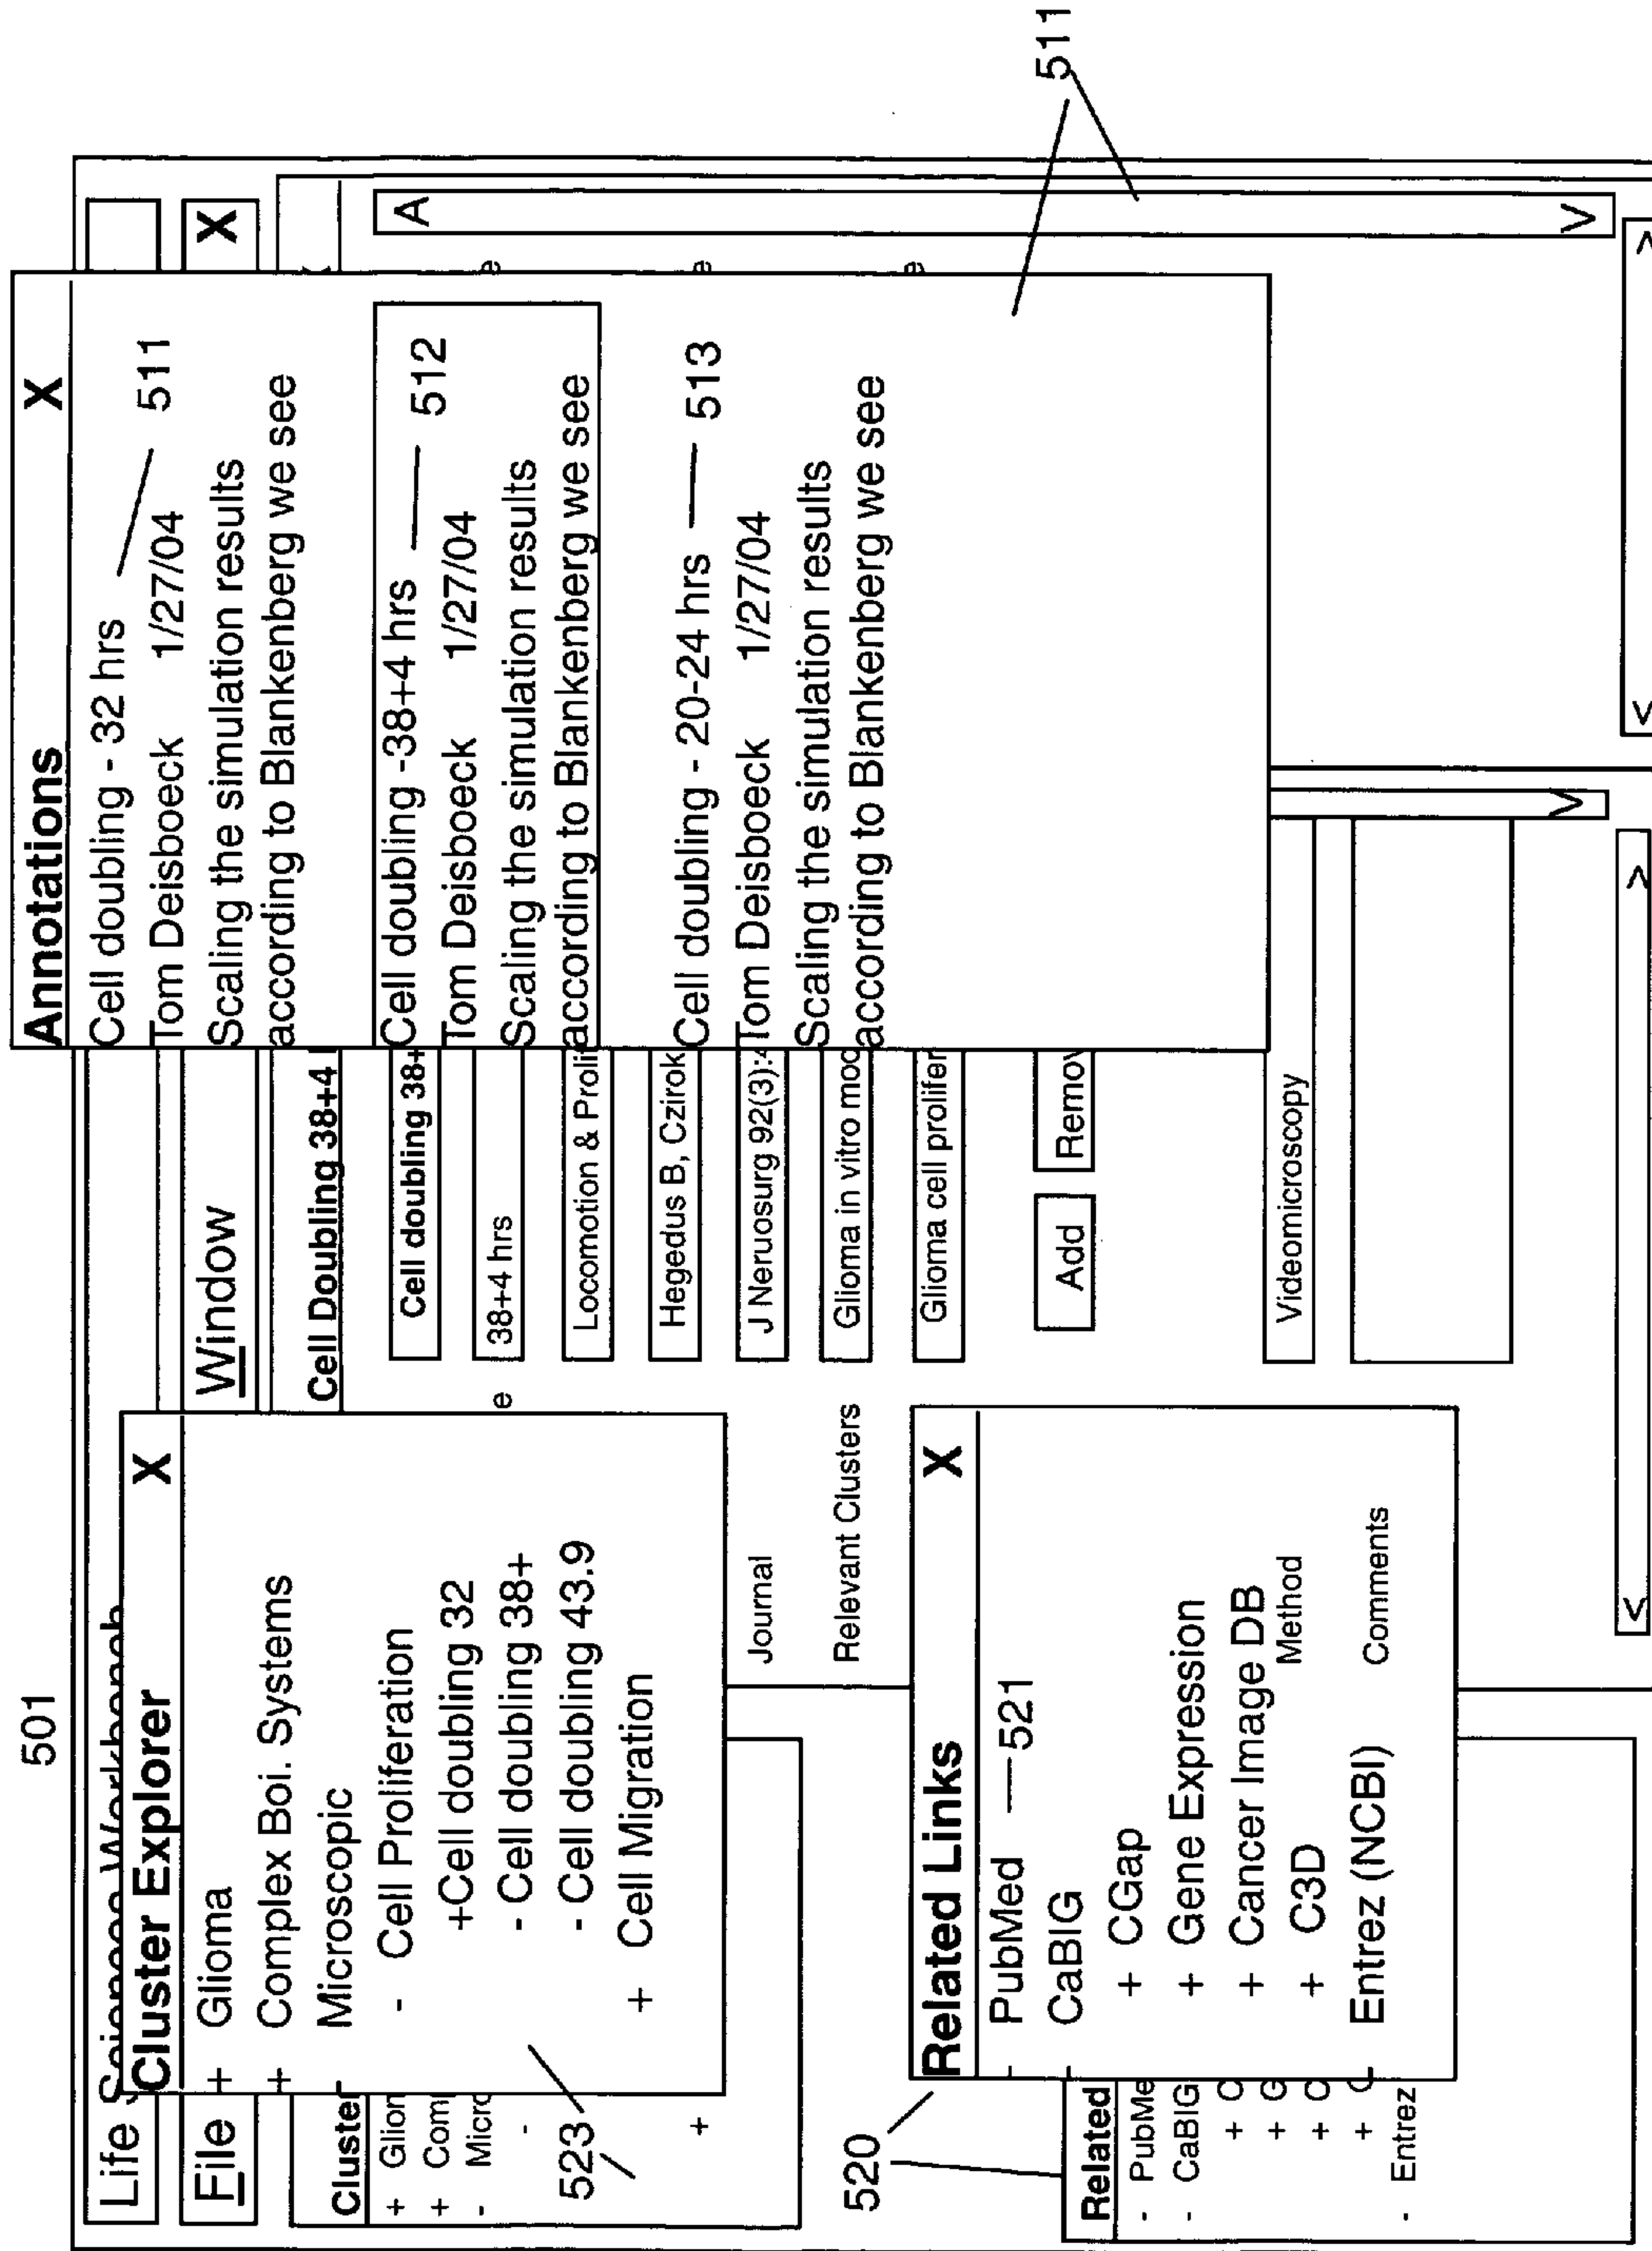 501
Life Science Workbench
File
Window
X
Cluster Explorer X
+ Glioma
+ Complex Boi. Systems
- Microscopic
- Cell Proliferation
+Cell doubling 32
- Cell doubling 38+
- Cell doubling 43.9
+ Cell Migration
523
Cluster
+ Glion
+ Com
- Micro
-
+
Cell Doubling 38+4
Cell doubling 38+
e
38+4 hrs
Locomotion & Proli
Hegedus B, Czirok
Journal
J Neruosurg 92(3):
Relevant Clusters
Glioma in vitro mod
Glioma cell prolifer
Add
Remov
Method
Videomicroscopy
Comments
Annotations X
Cell doubling - 32 hrs 511
Tom Deisboeck 1/27/04
Scaling the simulation results
according to Blankenberg we see
Cell doubling -38+4 hrs 512
Tom Deisboeck 1/27/04
Scaling the simulation results
according to Blankenberg we see
Cell doubling - 20-24 hrs 513
Tom Deisboeck 1/27/04
Scaling the simulation results
according to Blankenberg we see
511
e
e
e
A
V
V
< >
< >
520
Related Links X
- PubMed 521
- CaBIG
+ CGap
+ Gene Expression
+ Cancer Image DB
+ C3D
- Entrez (NCBI)
Related
- PubMe
- CaBIG
+ C
+ G
+ C
+ C
- Entrez